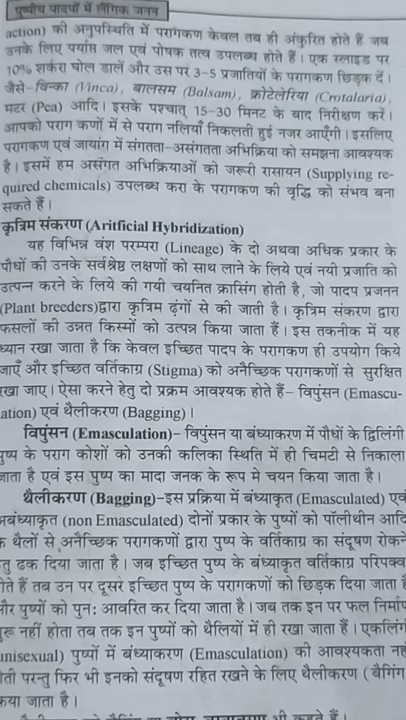 पुष्पीय पादपों में लैंगिक जनन
action) की अनुपस्थिति में परागकण केवल तब ही अंकुरित होते हैं जब
उनके लिए पर्याप्त जल एवं पोषक तत्व उपलब्ध होते हैं। एक स्लाइड पर
10% शर्करा घोल डालें और उस पर 3-5 प्रजातियों के परागकण छिड़क दें।
जैसे-विन्का (Vinca), बालसम (Balsam), क्रोटेलेरिया (Crotalaria),
मटर (Pea) आदि। इसके पश्चात् 15-30 मिनट के बाद निरीक्षण करें।
आपको पराग कणों में से पराग नलियाँ निकलती हुई नजर आएँगी। इसलिए
परागकण एवं जायांग में संगतता-असंगतता अभिक्रिया को समझना आवश्यक
है। इसमें हम असंगत अभिक्रियाओं को जरूरी रासायन (Supplying re-
quired chemicals) उपलब्ध करा के परागकण की वृद्धि को संभव बना
सकते हैं।
कृत्रिम संकरण (Aritficial Hybridization)
यह विभिन्न वंश परम्परा (Lineage) के दो अथवा अधिक प्रकार के
पौधों की उनके सर्वश्रेष्ठ लक्षणों को साथ लाने के लिये एवं नयी प्रजाति को
उत्पन्न करने के लिये की गयी चयनित क्रासिंग होती है, जो पादप प्रजनन
(Plant breeders)द्वारा कृत्रिम ढ़ंगों से की जाती है। कृत्रिम संकरण द्वारा
फसलों की उन्नत किस्मों को उत्पन्न किया जाता हैं। इस तकनीक में यह
ध्यान रखा जाता है कि केवल इच्छित पादप के परागकण ही उपयोग किये
जाएँ और इच्छित वर्तिकाग्र (Stigma) को अनैच्छिक परागकणों से सुरक्षित
रखा जाए। ऐसा करने हेतु दो प्रक्रम आवश्यक होते हैं- विपुंसन (Emascu-
ation) एवं थैलीकरण (Bagging)।
विपुंसन (Emasculation)- विपुंसन या बंध्याकरण में पौधों के द्विलिंगी
पुष्प के पराग कोशों को उनकी कलिका स्थिति में ही चिमटी से निकाला
जाता है एवं इस पुष्प का मादा जनक के रूप मे चयन किया जाता है।
थैलीकरण (Bagging)-इस प्रक्रिया में बंध्याकृत (Emasculated) एवं
अबंध्याकृत (non Emasculated) दोनों प्रकार के पुष्पों को पॉलीथीन आदि
के थैलों से अनैच्छिक परागकणों द्वारा पुष्प के वर्तिकाग्र का संदूषण रोकने
तु ढक दिया जाता है। जब इच्छित पुष्प के बंध्याकृत वर्तिकाग्र परिपक्व
ोते हैं तब उन पर दूसर इच्छित पुष्प के परागकणों को छिड़क दिया जाता है
और पुष्पों को पुन: आवरित कर दिया जाता है। जब तक इन पर फल निर्माण
ुरू नहीं होता तब तक इन पुष्पों को थैलियों में ही रखा जाता हैं। एकलिंगी
unisexual) पुष्पों में बंध्याकरण (Emasculation) की आवश्यकता नहीं
ोती परन्तु फिर भी इनको संदूषण रहित रखने के लिए थैलीकरण (बैगिंग
कया जाता है।